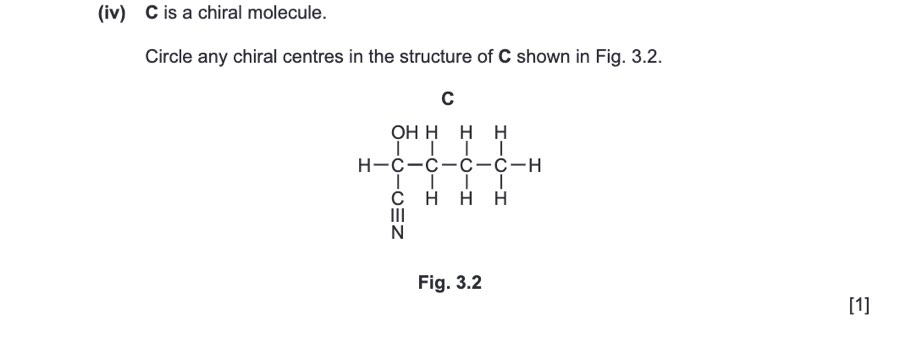 (iv) C is a chiral molecule.
Circle any chiral centres in the structure of C shown in Fig. 3.2.
C
OH H H H
H–C–C–C–C–H
C H H H
N
Fig. 3.2
[1]